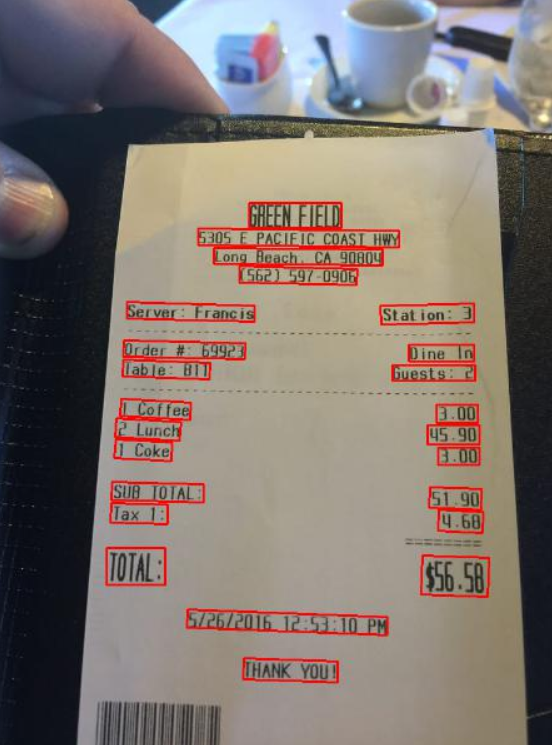 GREEN FIELD
5305 E PACIFIC COAST HWY
Long Beach, CA 90804
(562) 597-0906
Server: Francis Station: 3
Order #: 69923 Dine In
Table: B11 Guests: 2
1 Coffee 3.00
2 Lunch 45.90
1 Coke 3.00
SUB TOTAL: 51.90
Tax 1: 4.68
TOTAL: $56.58
5/26/2016 12:53:10 PM
THANK YOU!